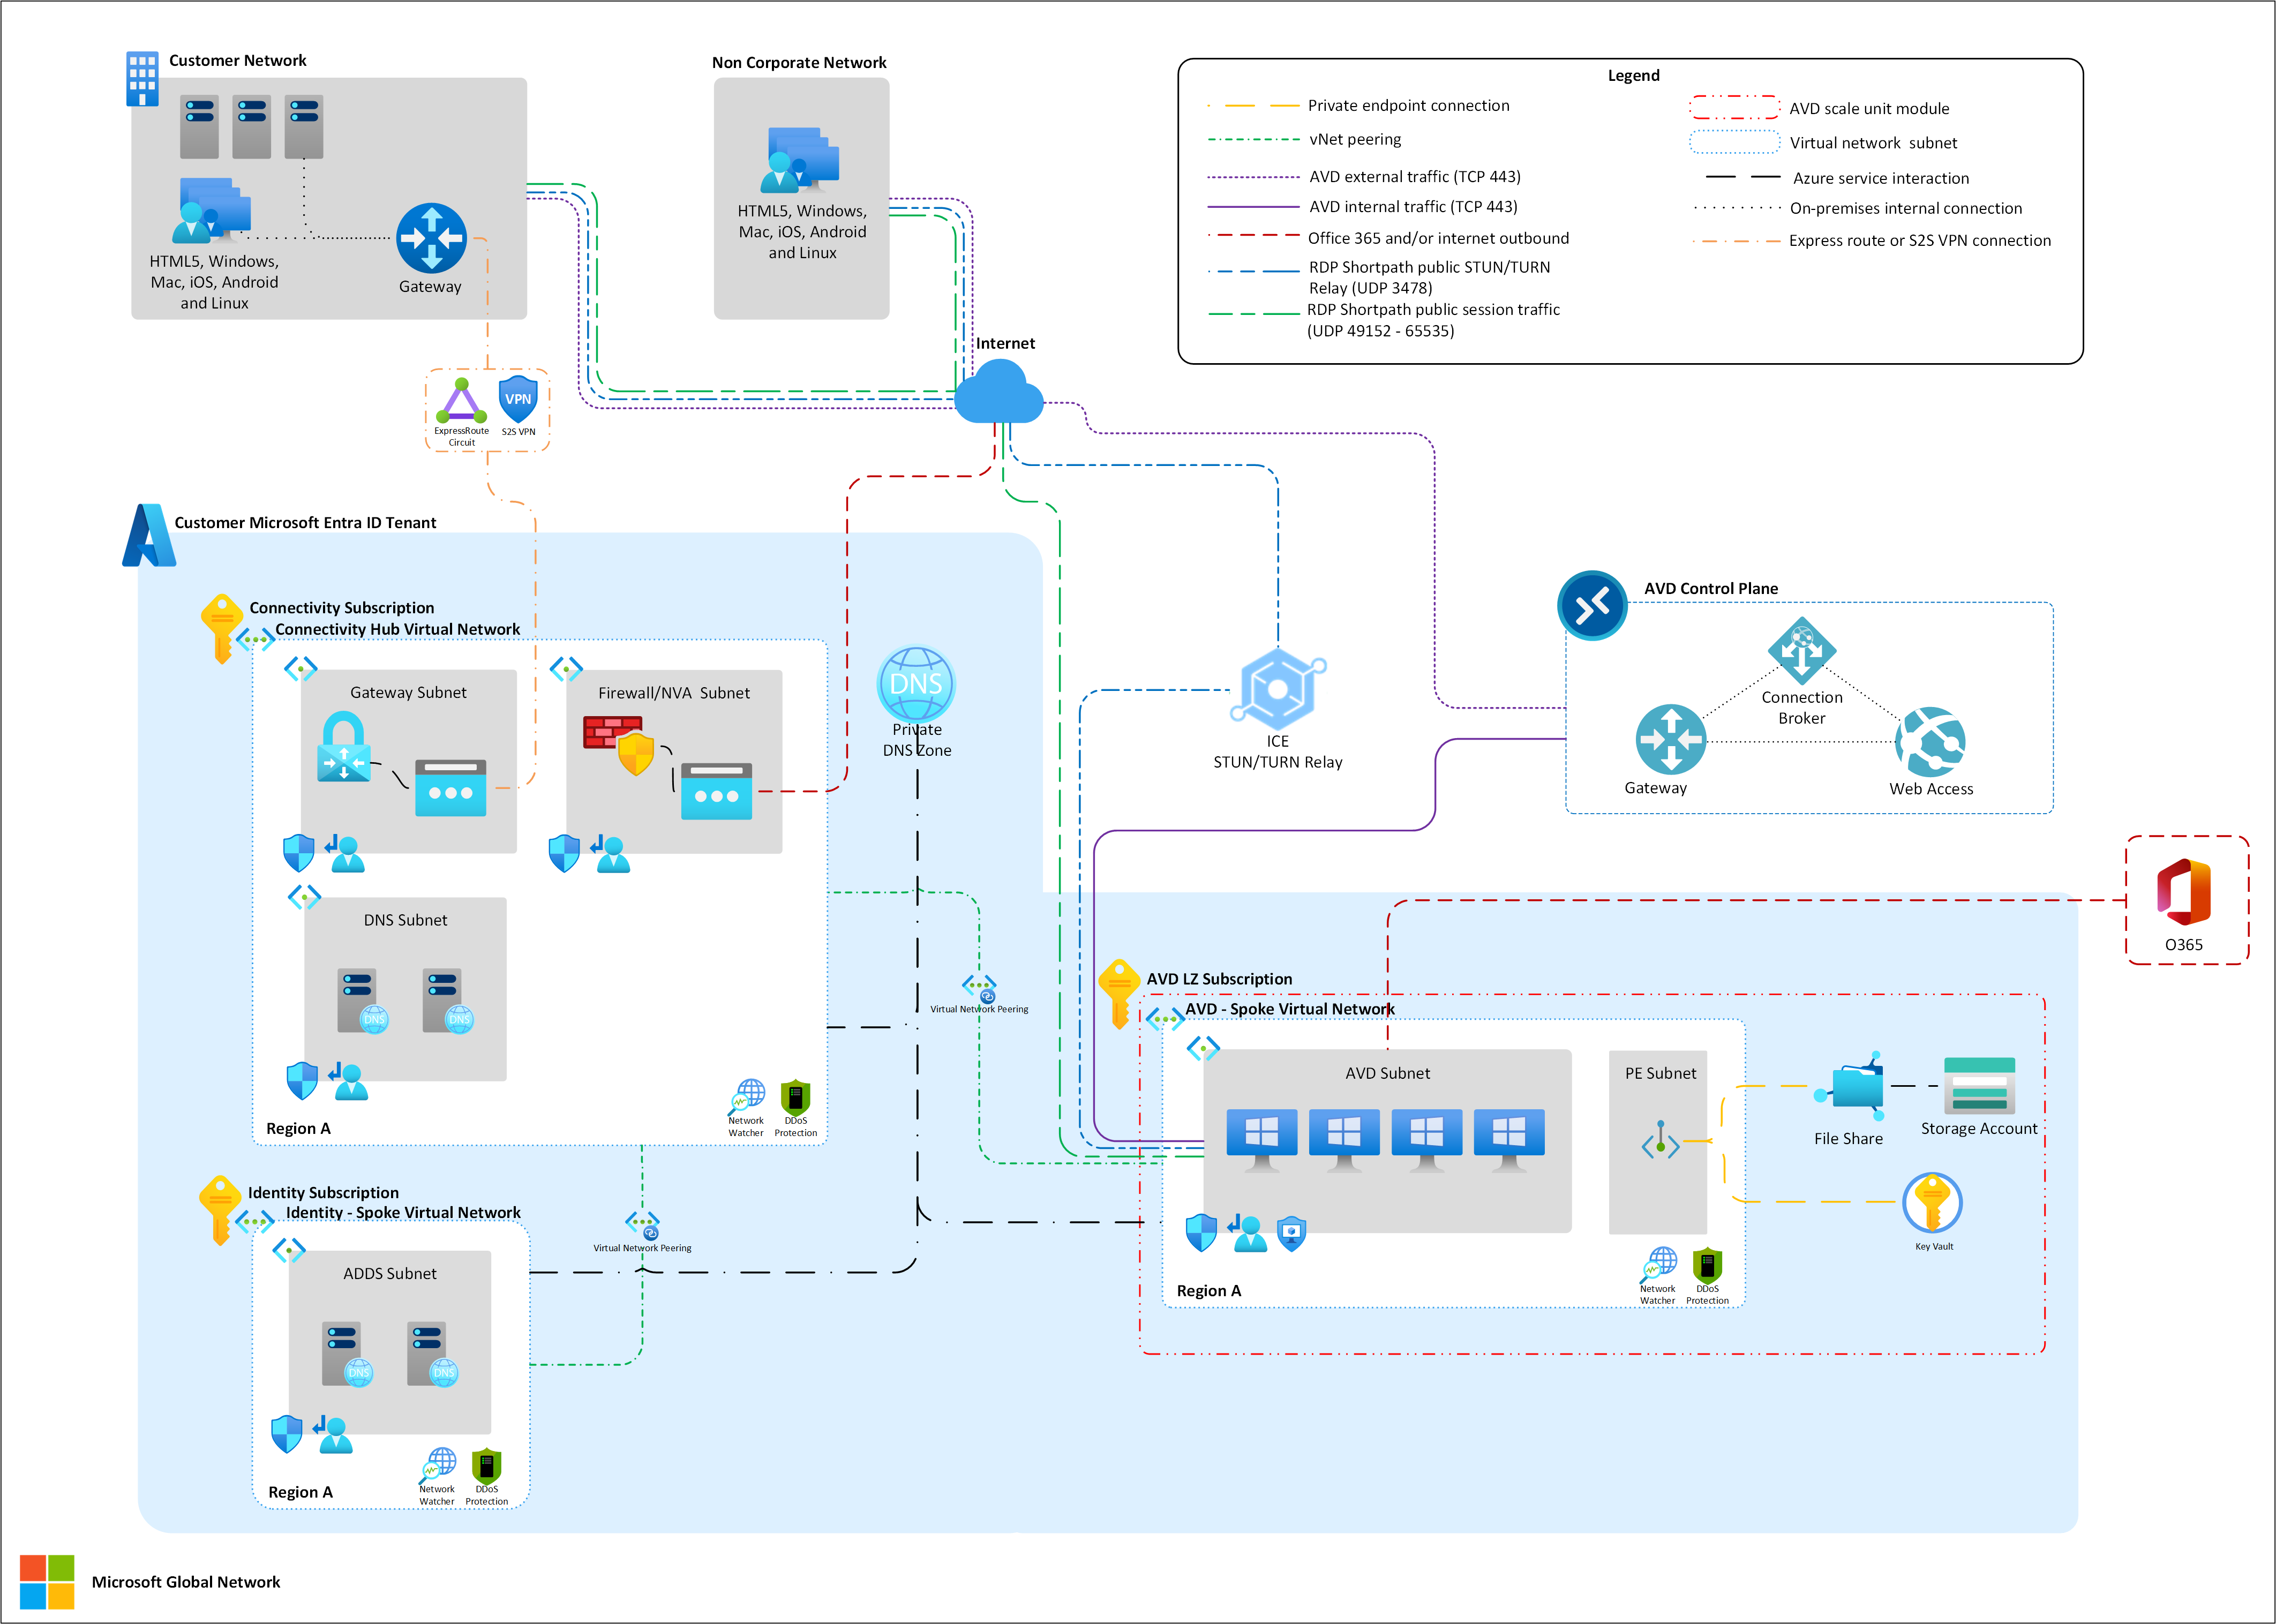 Customer Network
HTML5, Windows,
Mac, iOS, Android
and Linux
Gateway
Non Corporate Network
HTML5, Windows,
Mac, iOS, Android
and Linux
Legend
Private endpoint connection
vNet peering
AVD external traffic (TCP 443)
AVD internal traffic (TCP 443)
Office 365 and/or internet outbound
RDP Shortpath public STUN/TURN
Relay (UDP 3478)
RDP Shortpath public session traffic
(UDP 49152 - 65535)
AVD scale unit module
Virtual network subnet
Azure service interaction
On-premises internal connection
Express route or S2S VPN connection
Internet
VPN
ExpressRoute
Circuit
S2S VPN
Customer Microsoft Entra ID Tenant
Connectivity Subscription
Connectivity Hub Virtual Network
Gateway Subnet
Firewall/NVA Subnet
DNS
Private
DNS Zone
DNS Subnet
DNS
DNS
Region A
Network
Watcher
DDoS
Protection
Virtual Network Peering
Identity Subscription
Identity - Spoke Virtual Network
ADDS Subnet
DNS
DNS
Region A
Network
Watcher
DDoS
Protection
Virtual Network Peering
ICE
STUN/TURN Relay
AVD Control Plane
Connection
Broker
Gateway
Web Access
O365
AVD LZ Subscription
AVD - Spoke Virtual Network
AVD Subnet
PE Subnet
Region A
Network
Watcher
DDoS
Protection
File Share
Storage Account
Key Vault
Microsoft Global Network